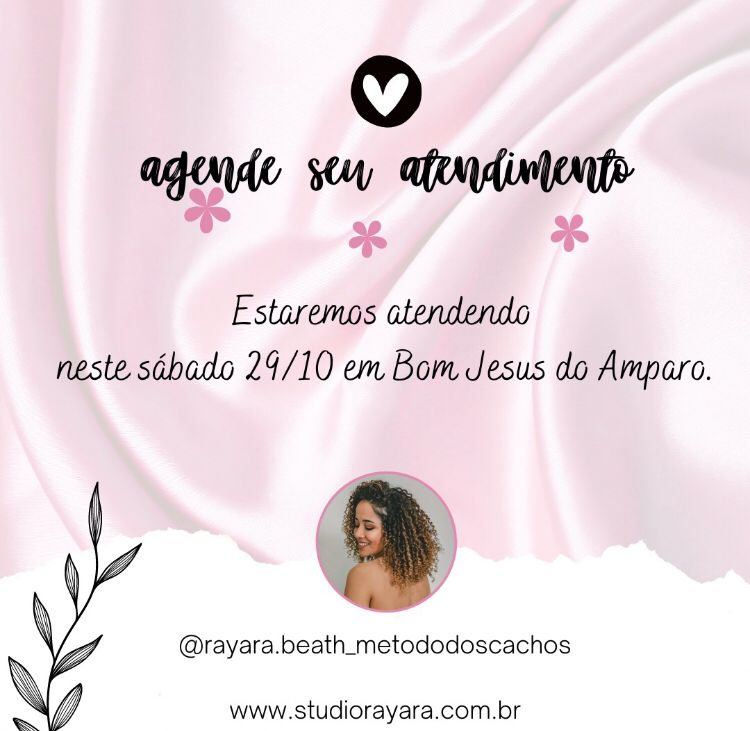 agende seu atendimento
Estaremos atendendo
neste sábado 29/10 em Bom Jesus do Amparo.
@rayara.beath_metododoscachos
www.studiorayara.com.br